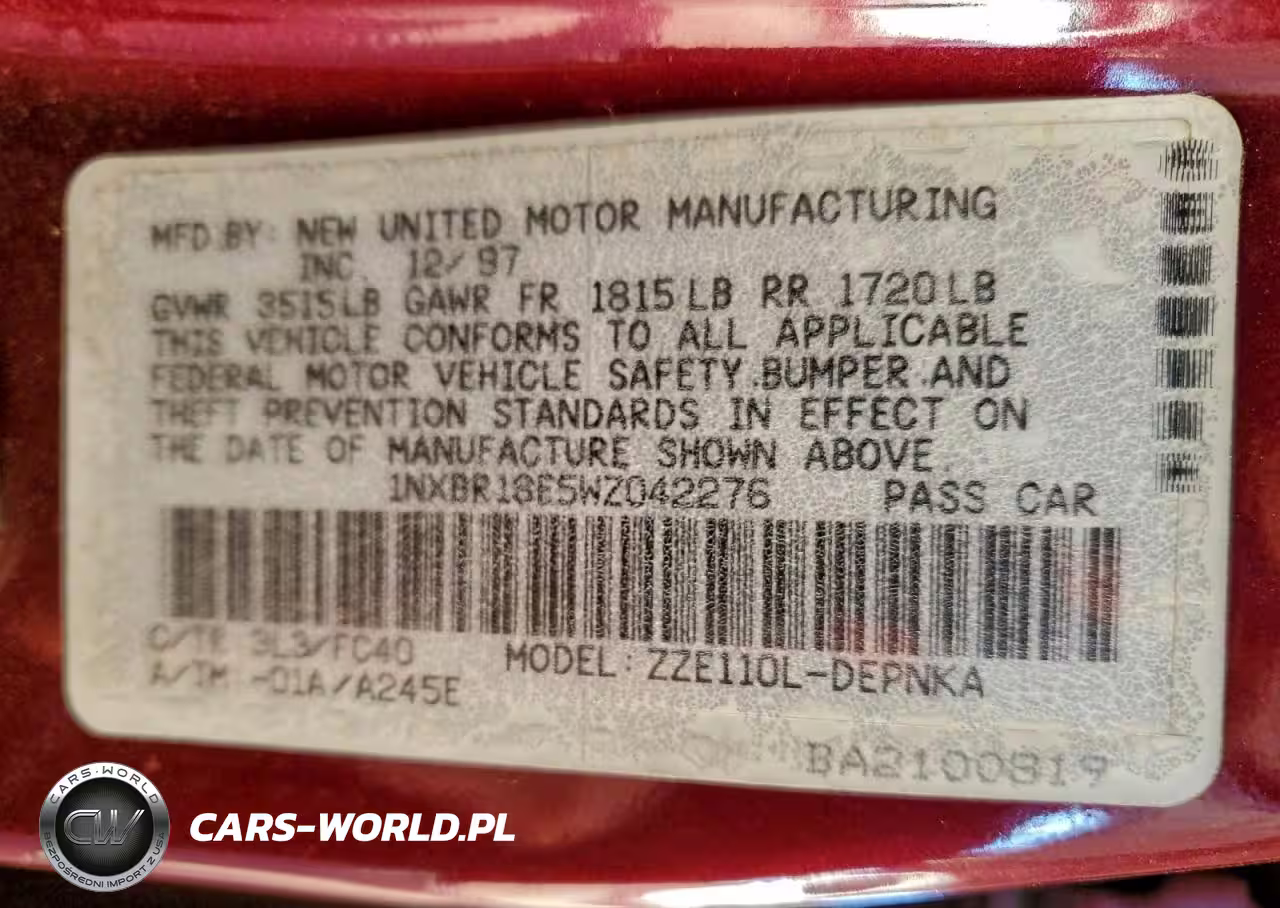 MFD.BY: NEW UNITED MOTOR MANUFACTURING
INC. 12/97
GVWR 3515LB GAWR FR 1815LB RR 1720LB
THIS VEHICLE CONFORMS TO ALL APPLICABLE
FEDERAL MOTOR VEHICLE SAFETY.BUMPER.AND
THEFT PREVENTION STANDARDS IN EFFECT ON
THE DATE OF MANUFACTURE SHOWN ABOVE.
1NXBR18E5WZ042276 PASS CAR
C/TR 3L3/FC40
A/TM -01A/A245E
MODEL: ZZE110L-DEPNKA
BA2100819
CARS-WORLD
CW
BEZPOŚREDNI IMPORT Z USA
CARS-WORLD.PL